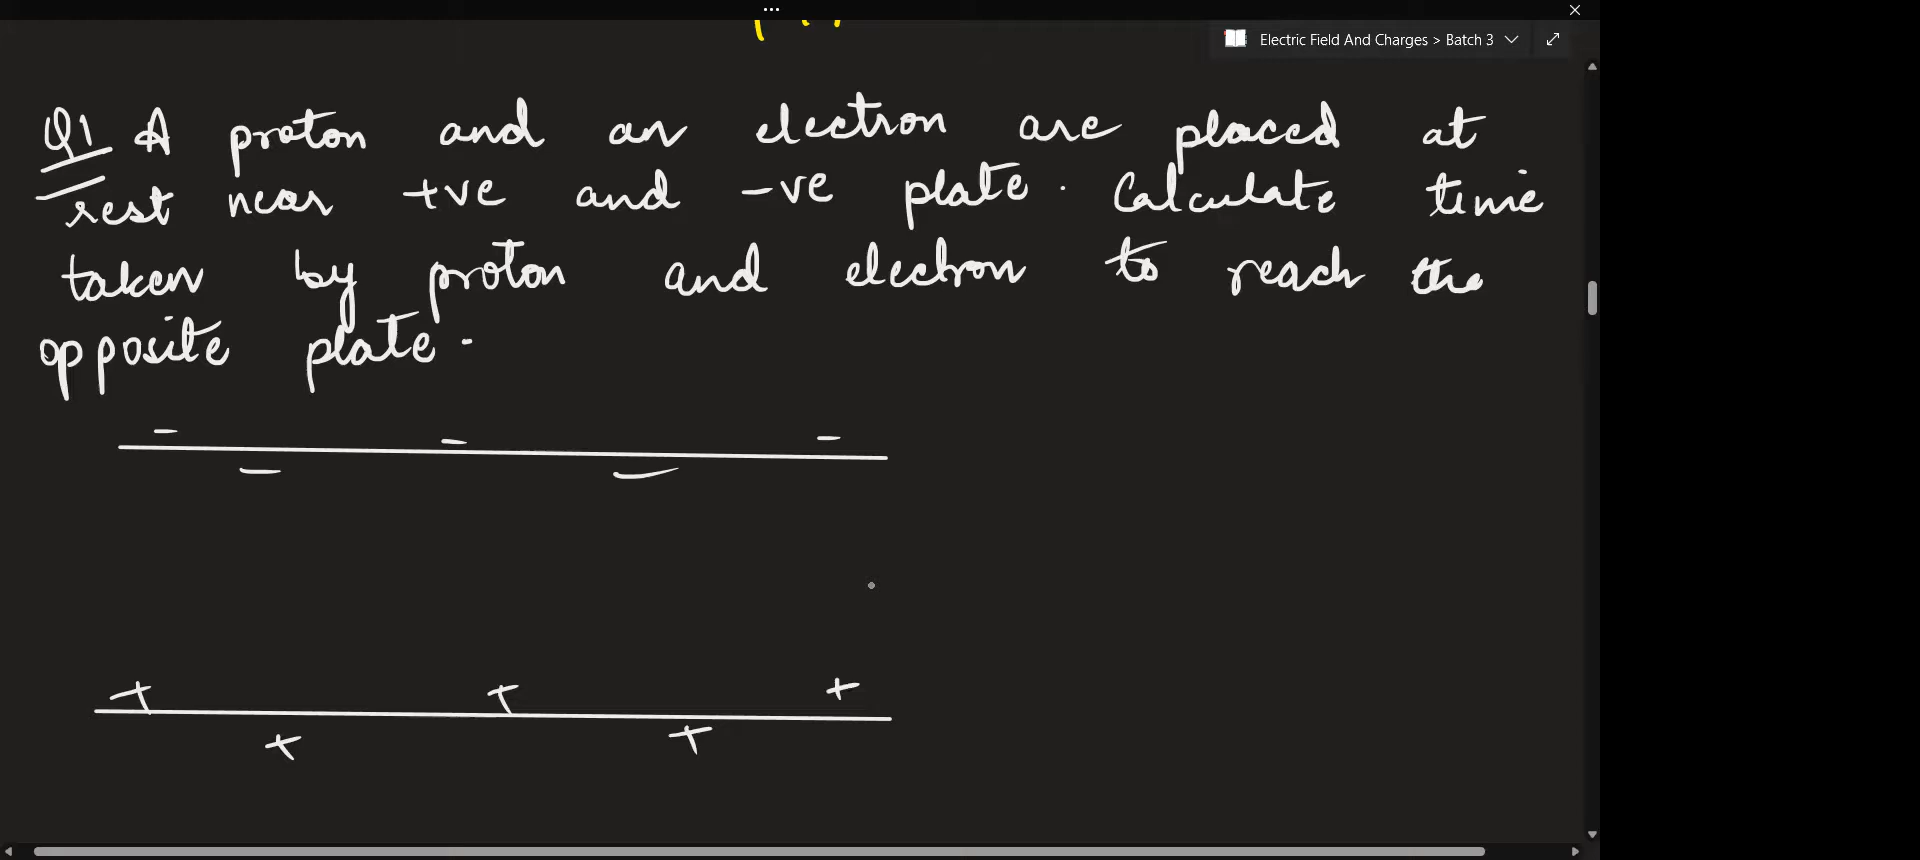 Electric Field And Charges > Batch 3
Q1 A proton and an electron are placed at
rest near +ve and -ve plate. Calculate time
taken by proton and electron to reach the
opposite plate.
- - -
- -
+ + +
+ +